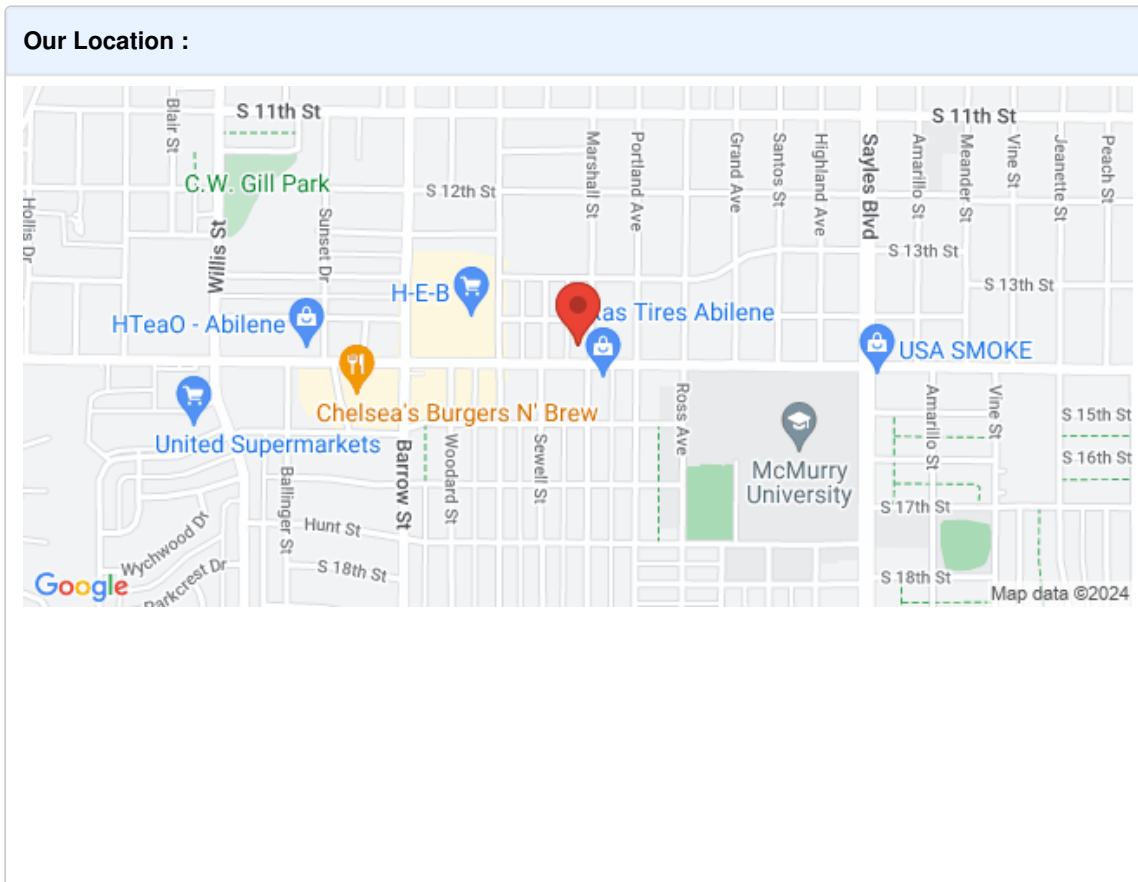 Our Location :
S 11th St
S 11th St
Blair St
C.W. Gill Park
S 12th St
Marshall St
Portland Ave
Grand Ave
Santos St
Highland Ave
Sayles Blvd
Amarillo St
Meander St
Vine St
Jeanette St
Peach St
Hollis Dr
Willis St
Sunset Dr
S 13th St
S 13th St
H-E-B
HTeaO - Abilene
as Tires Abilene
USA SMOKE
Chelsea's Burgers N' Brew
United Supermarkets
Ross Ave
Amarillo St
Vine St
S 15th St
S 16th St
McMurry
University
Barrow St
Woodard St
Sewell St
Ballinger St
S 17th St
Hunt St
Wychwood Dr
S 18th St
S 18th St
Parkcrest Dr
Google
Map data ©2024